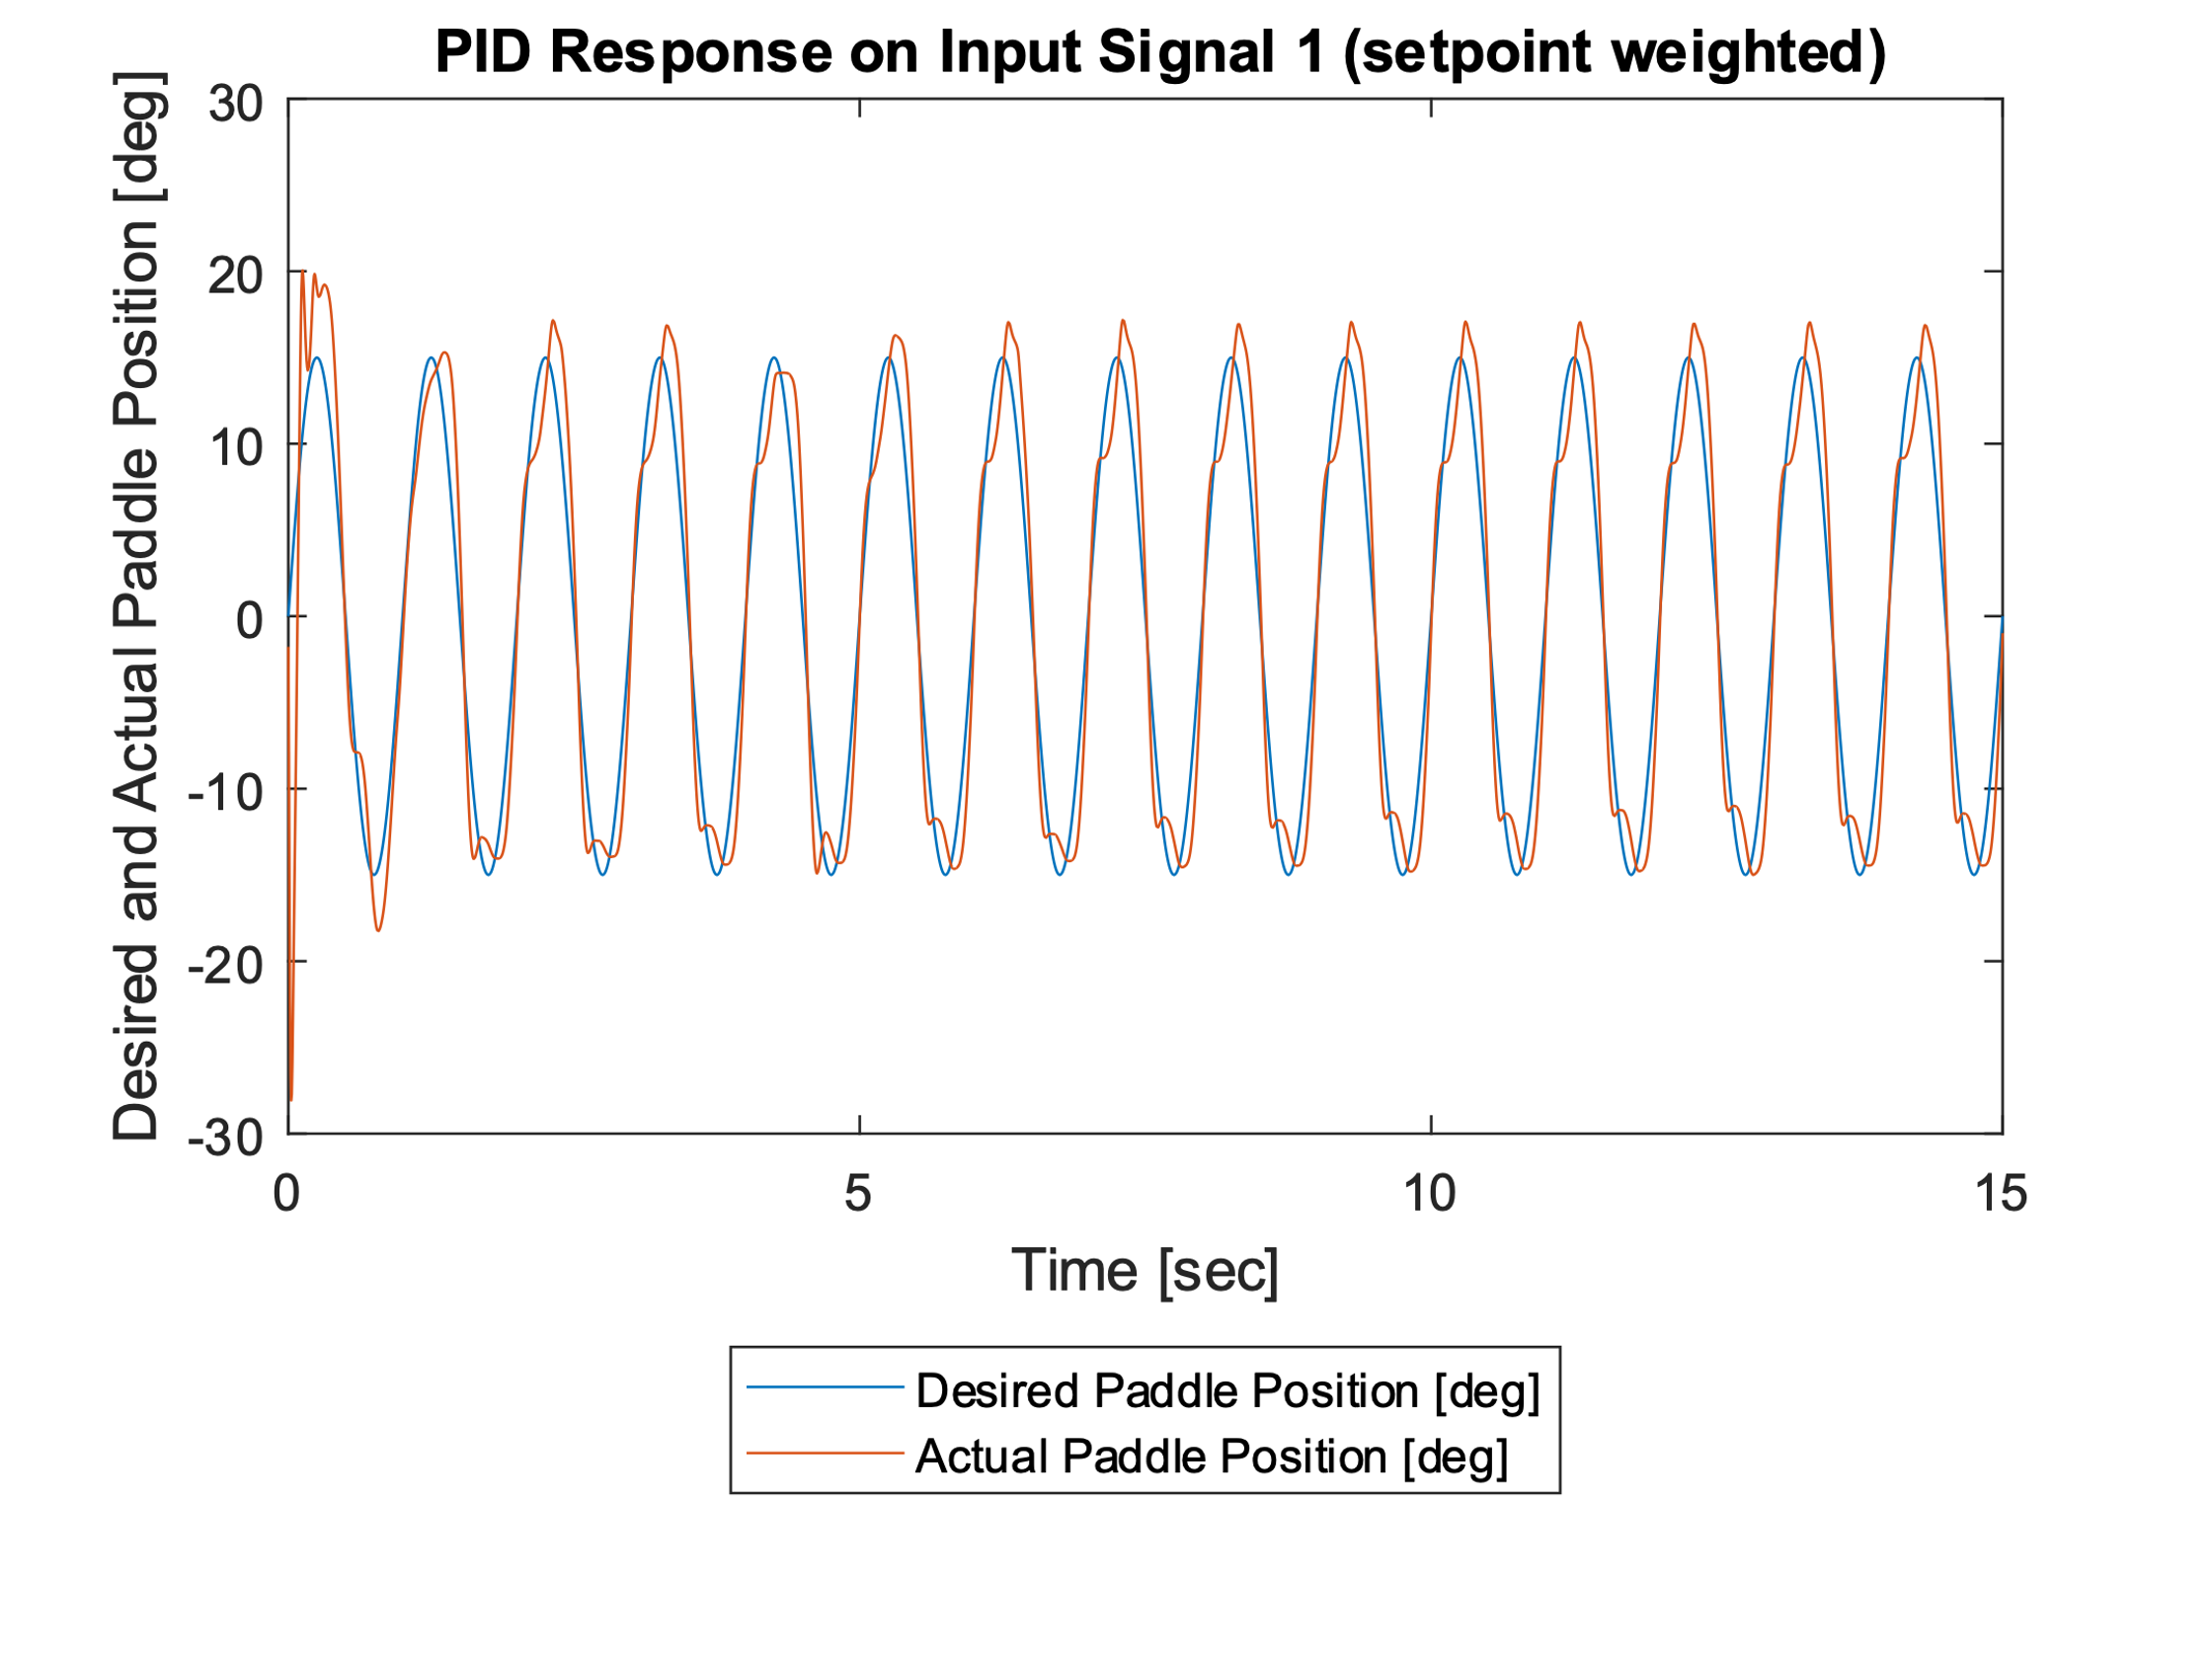 PID Response on Input Signal 1 (setpoint weighted)
Desired and Actual Paddle Position [deg]
30
20
10
0
-10
-20
-30
0
5
10
15
Time [sec]
Desired Paddle Position [deg]
Actual Paddle Position [deg]